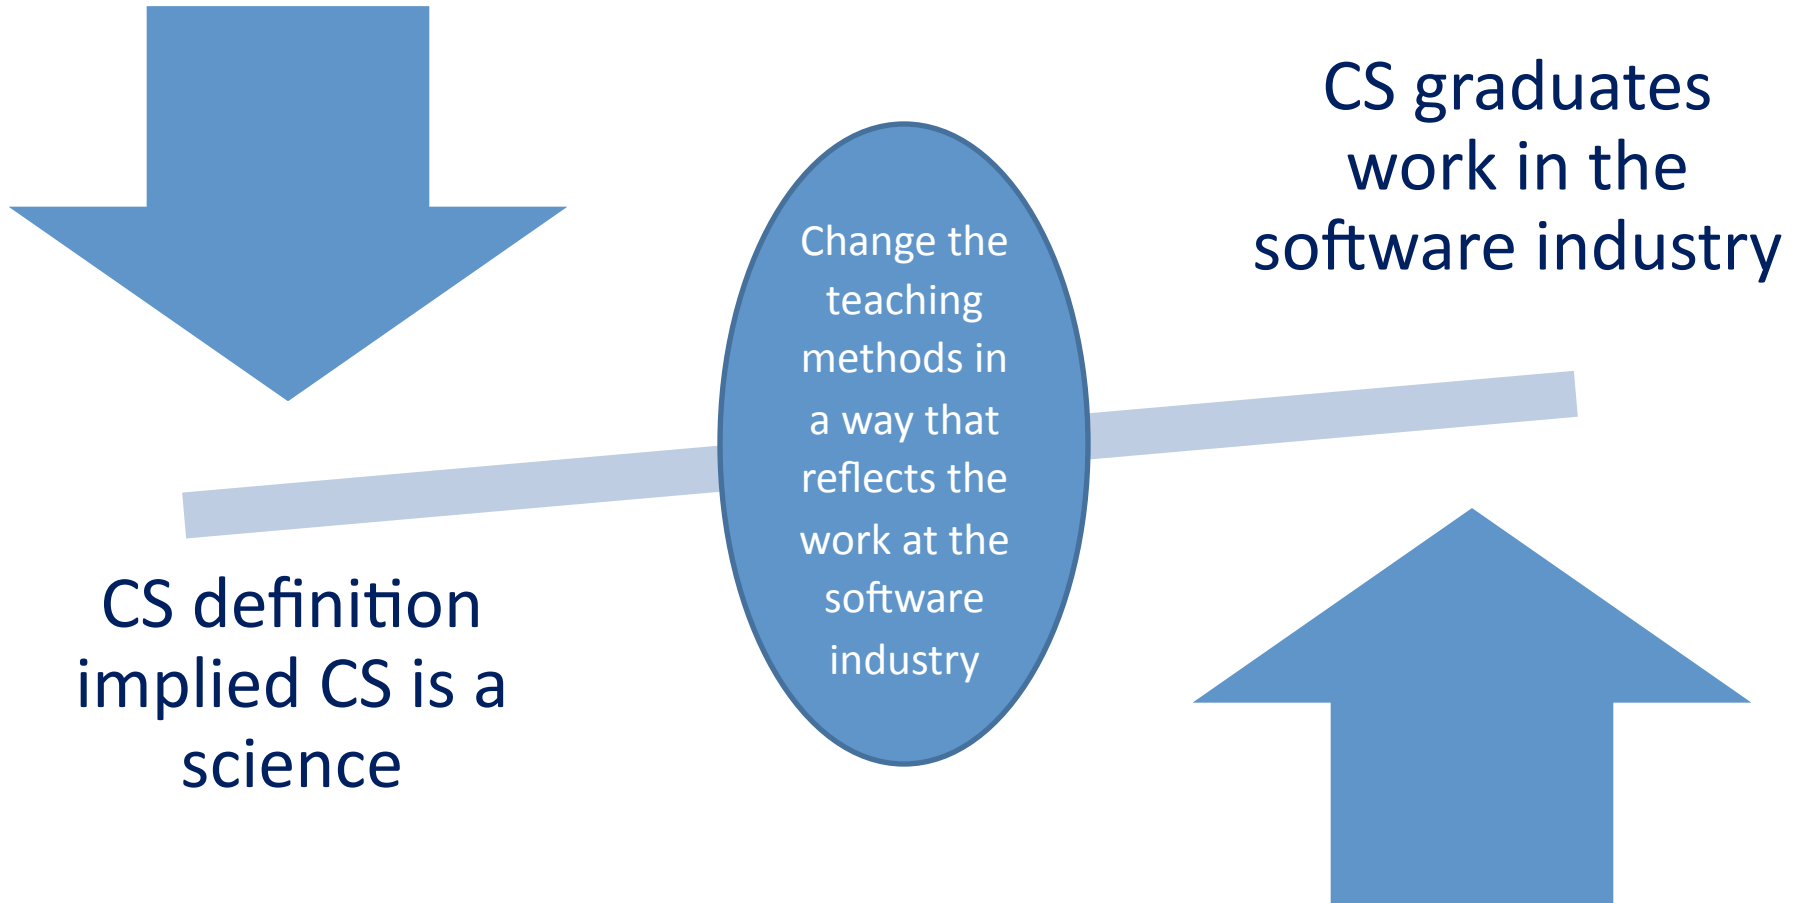 CS graduates
work in the
software industry
Change the
teaching
methods in
a way that
reflects the
work at the
software
industry
CS definition
implied CS is a
science